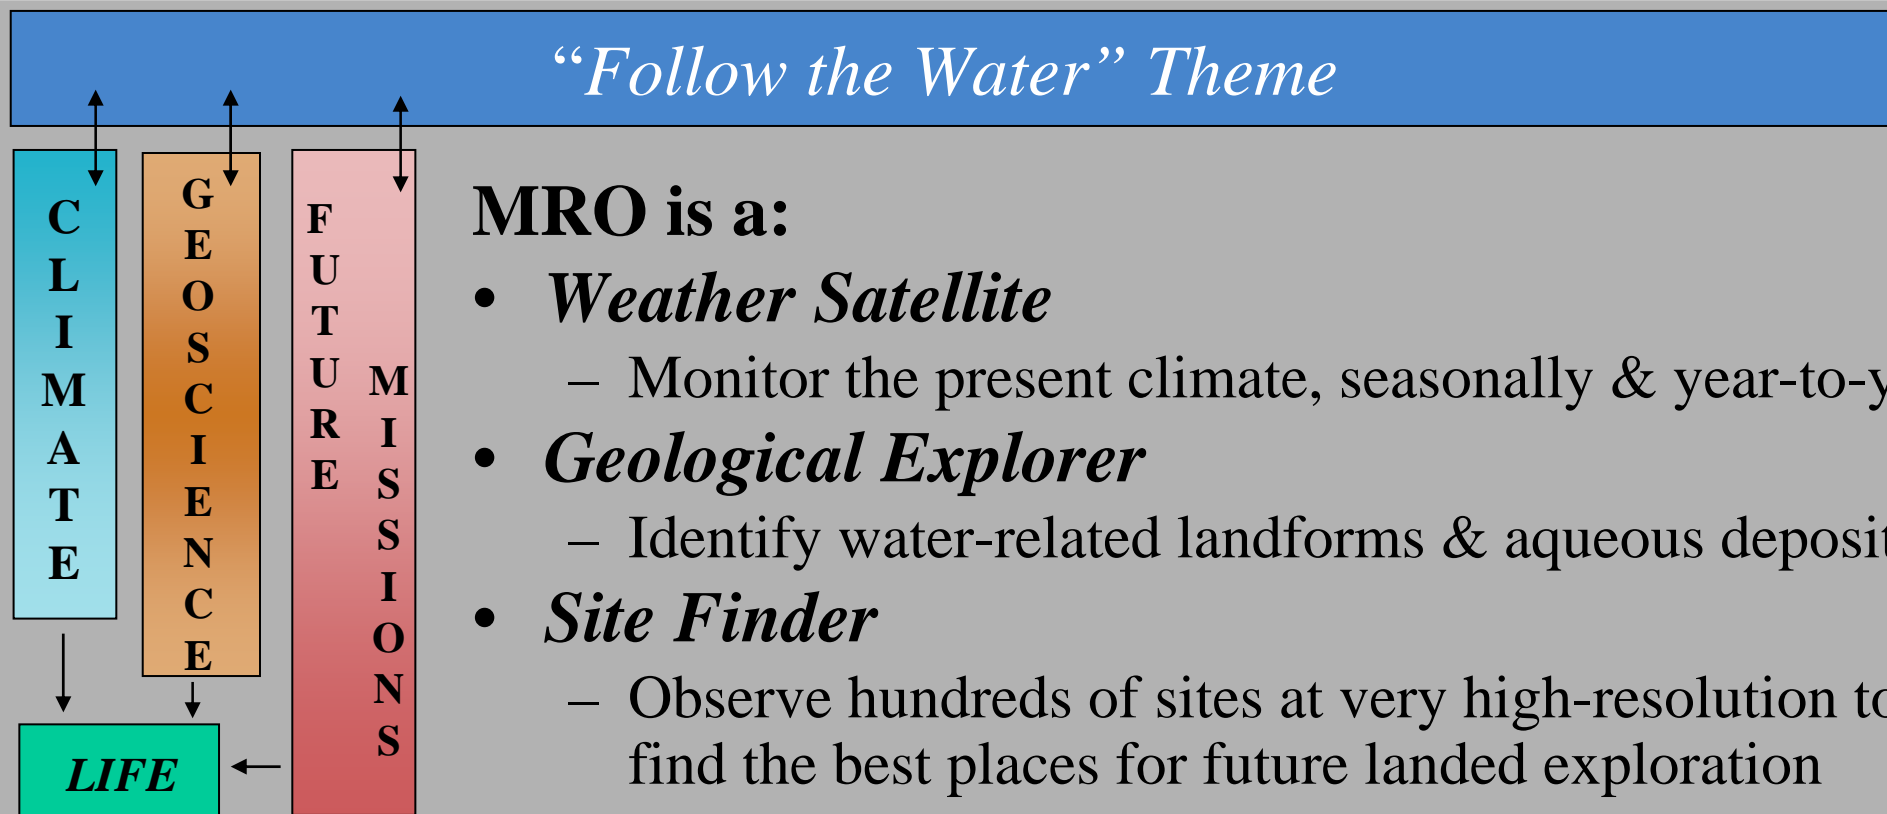 “Follow the Water” Theme
CLIMATE
GEOSCIENCE
FUTURE
MISSIONS
LIFE
MRO is a:
• Weather Satellite
– Monitor the present climate, seasonally & year-to-y
• Geological Explorer
– Identify water-related landforms & aqueous deposit
• Site Finder
– Observe hundreds of sites at very high-resolution to
find the best places for future landed exploration